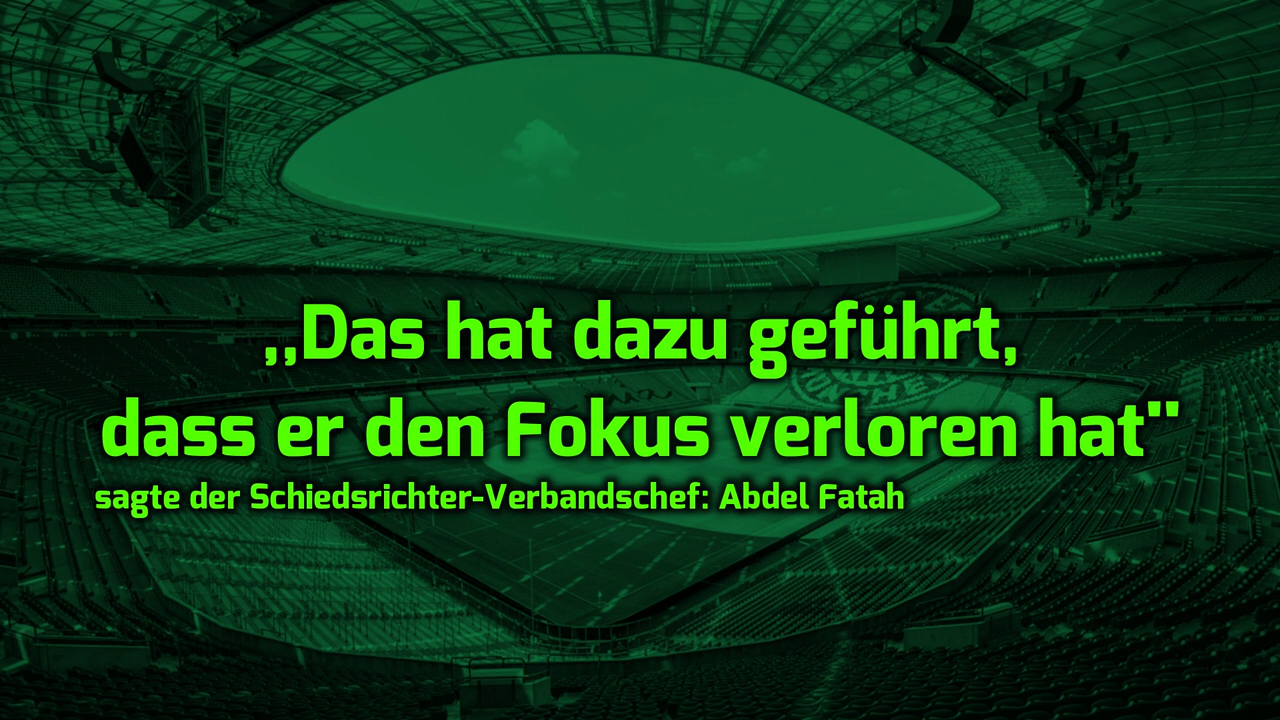 ,,Das hat dazu geführt,
dass er den Fokus verloren hat"
sagte der Schiedsrichter-Verbandschef: Abdel Fatah